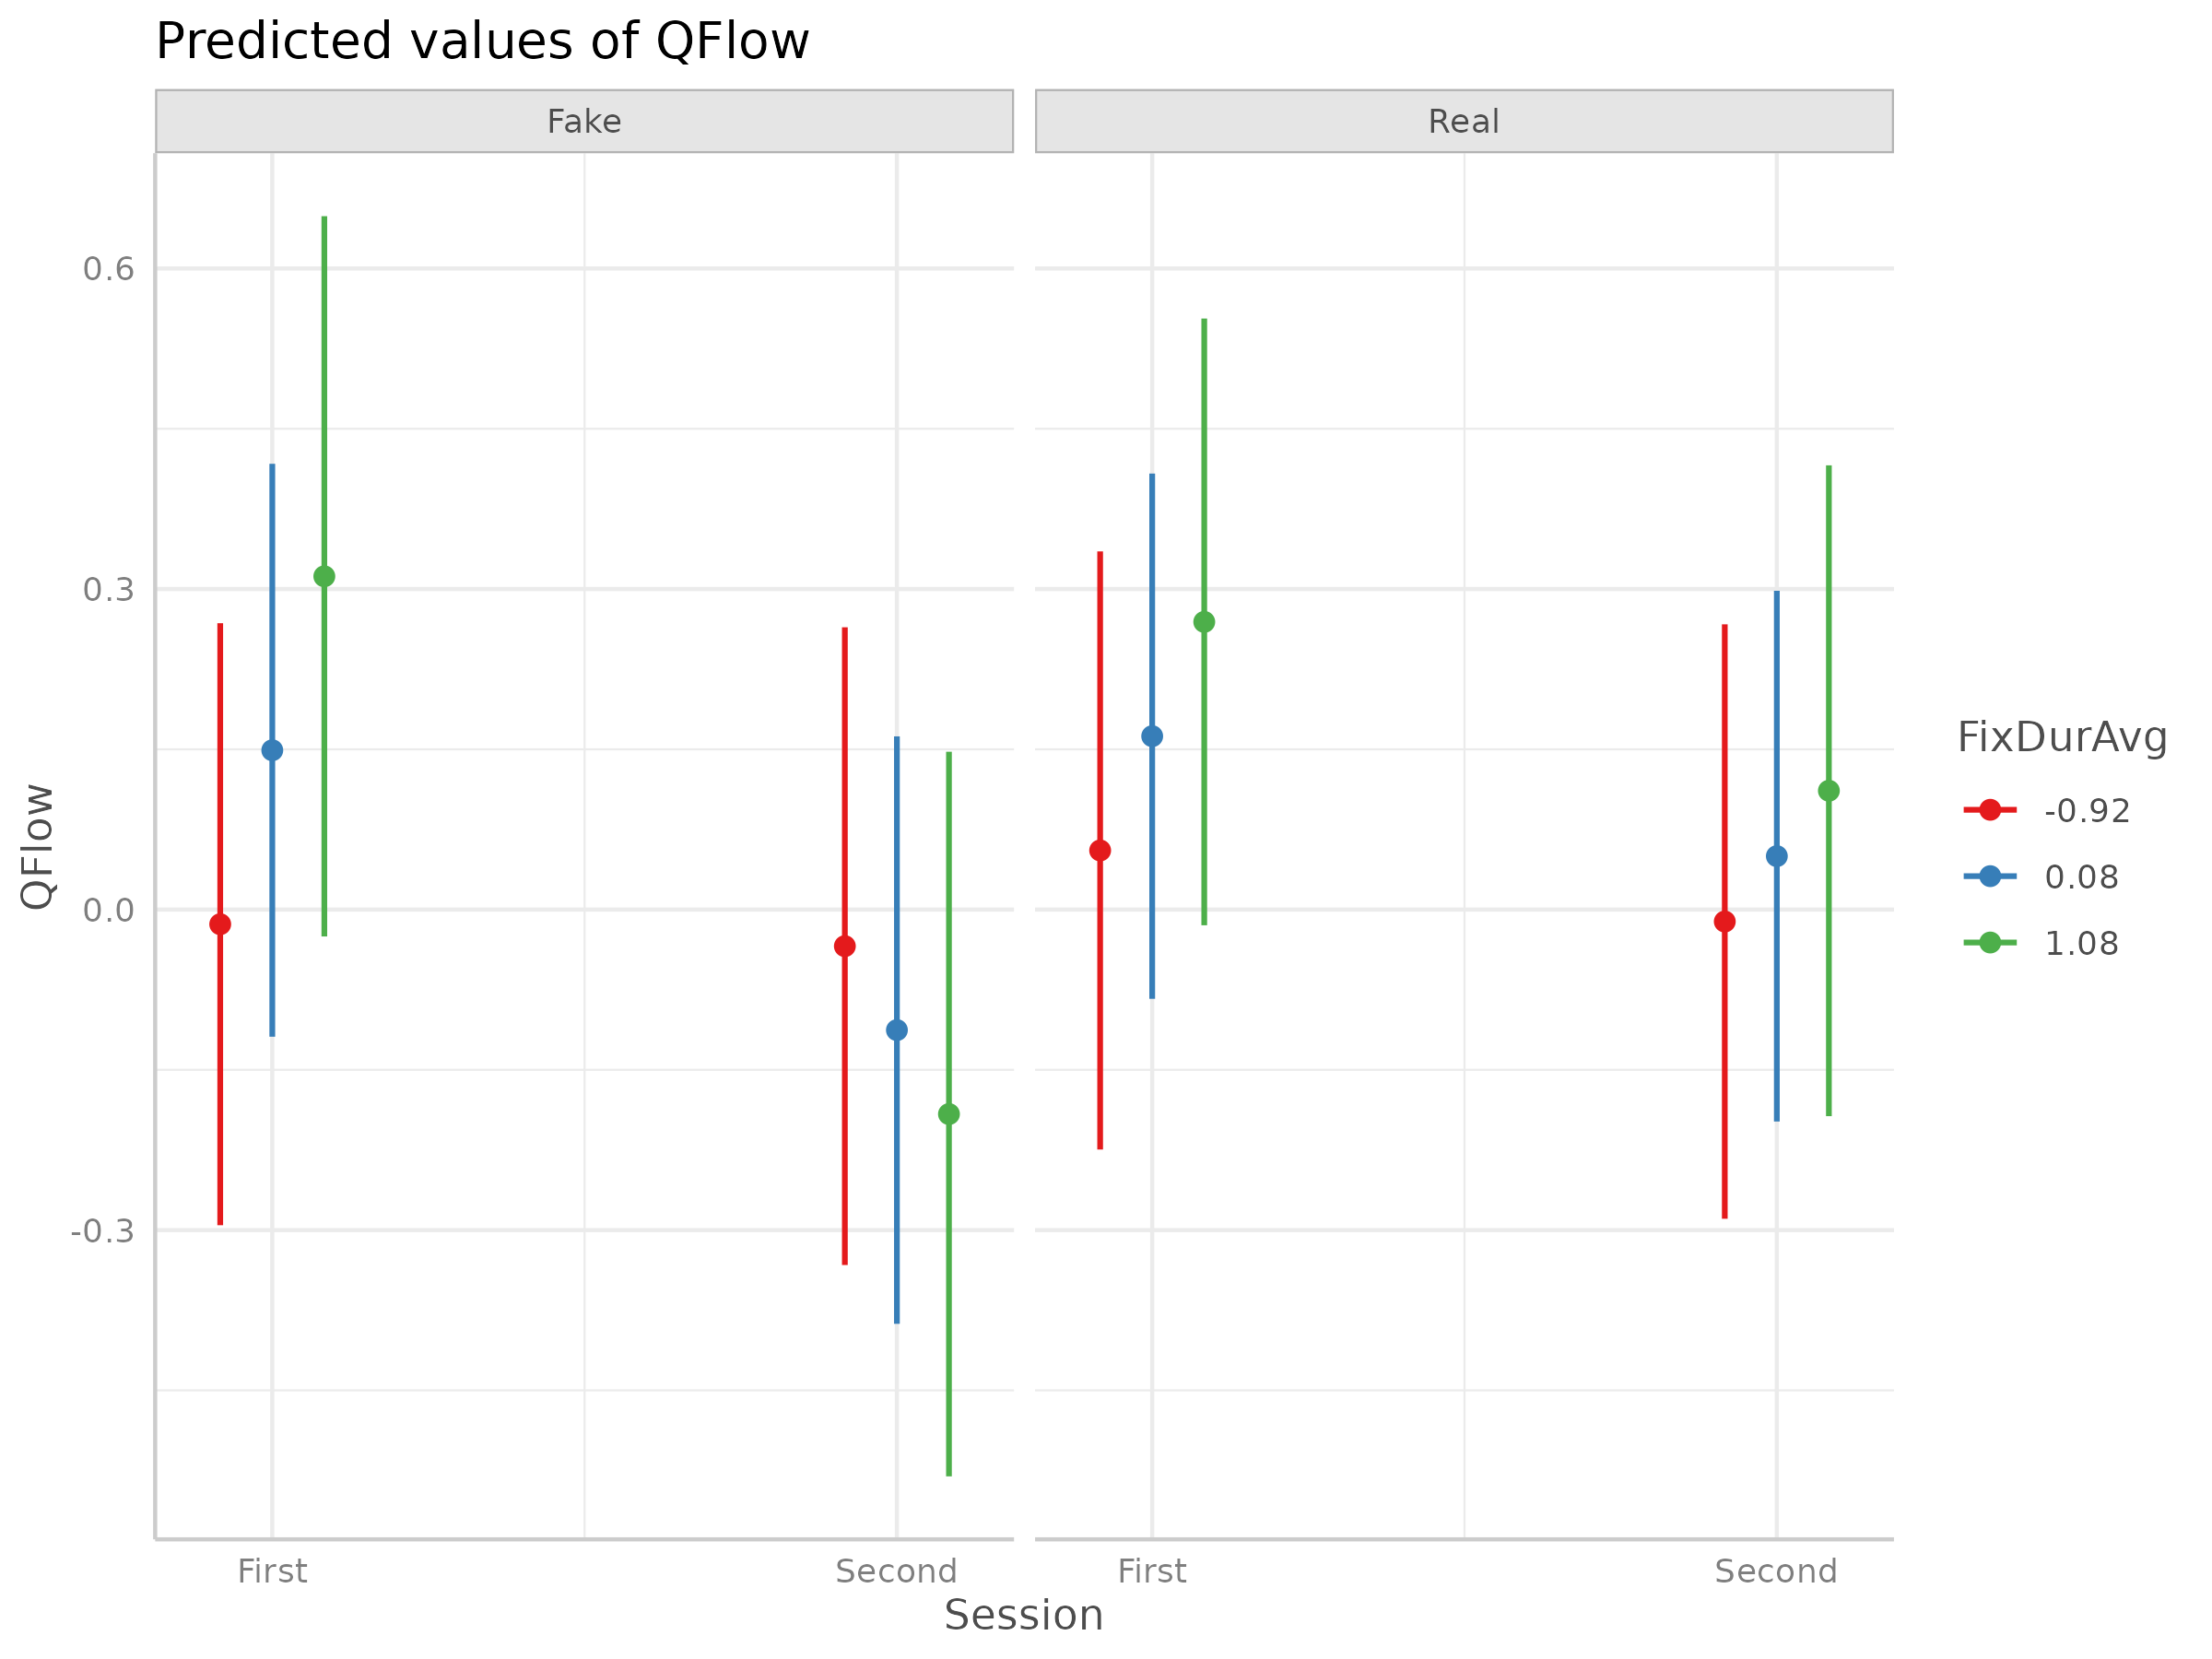 Predicted values of QFlow
Fake
Real
0.6
0.3
0.0
-0.3
QFlow
First
Second
First
Second
Session
FixDurAvg
-0.92
0.08
1.08